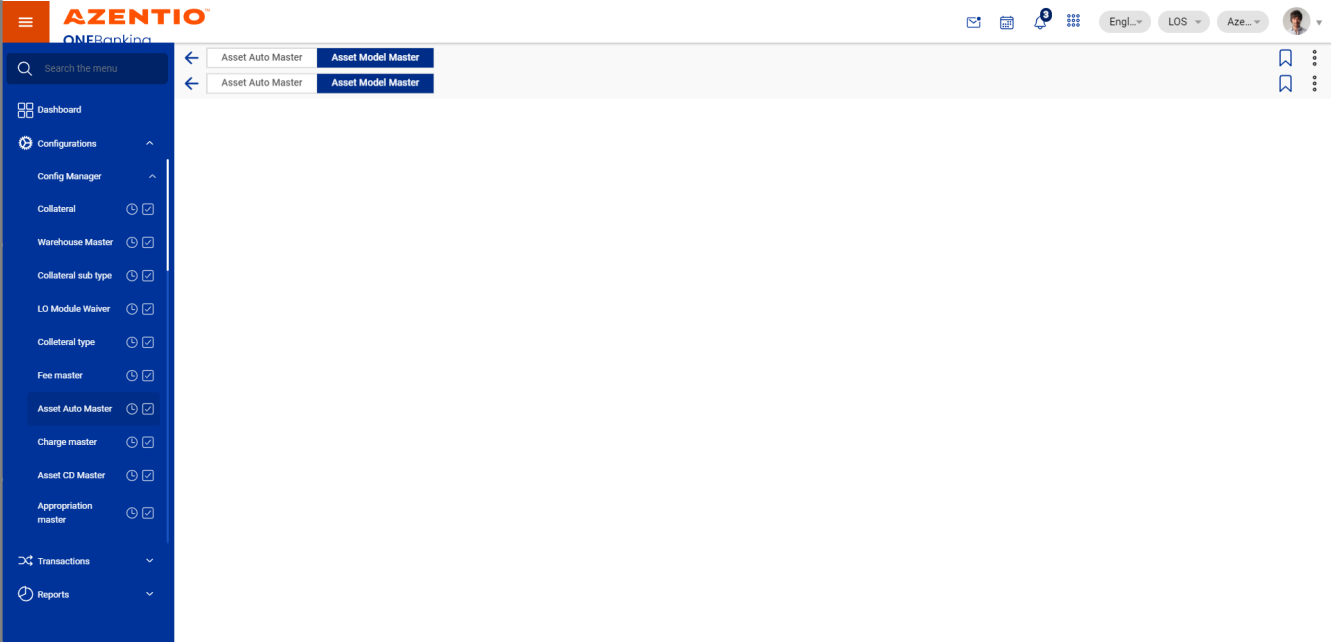 AZENTIO™
ONEBanking
3
Engl...
LOS
Aze...
Search the menu
Asset Auto Master
Asset Model Master
Asset Auto Master
Asset Model Master
Dashboard
Configurations
Config Manager
Collateral
Warehouse Master
Collateral sub type
LO Module Waiver
Colleteral type
Fee master
Asset Auto Master
Charge master
Asset CD Master
Appropriation
master
Transactions
Reports